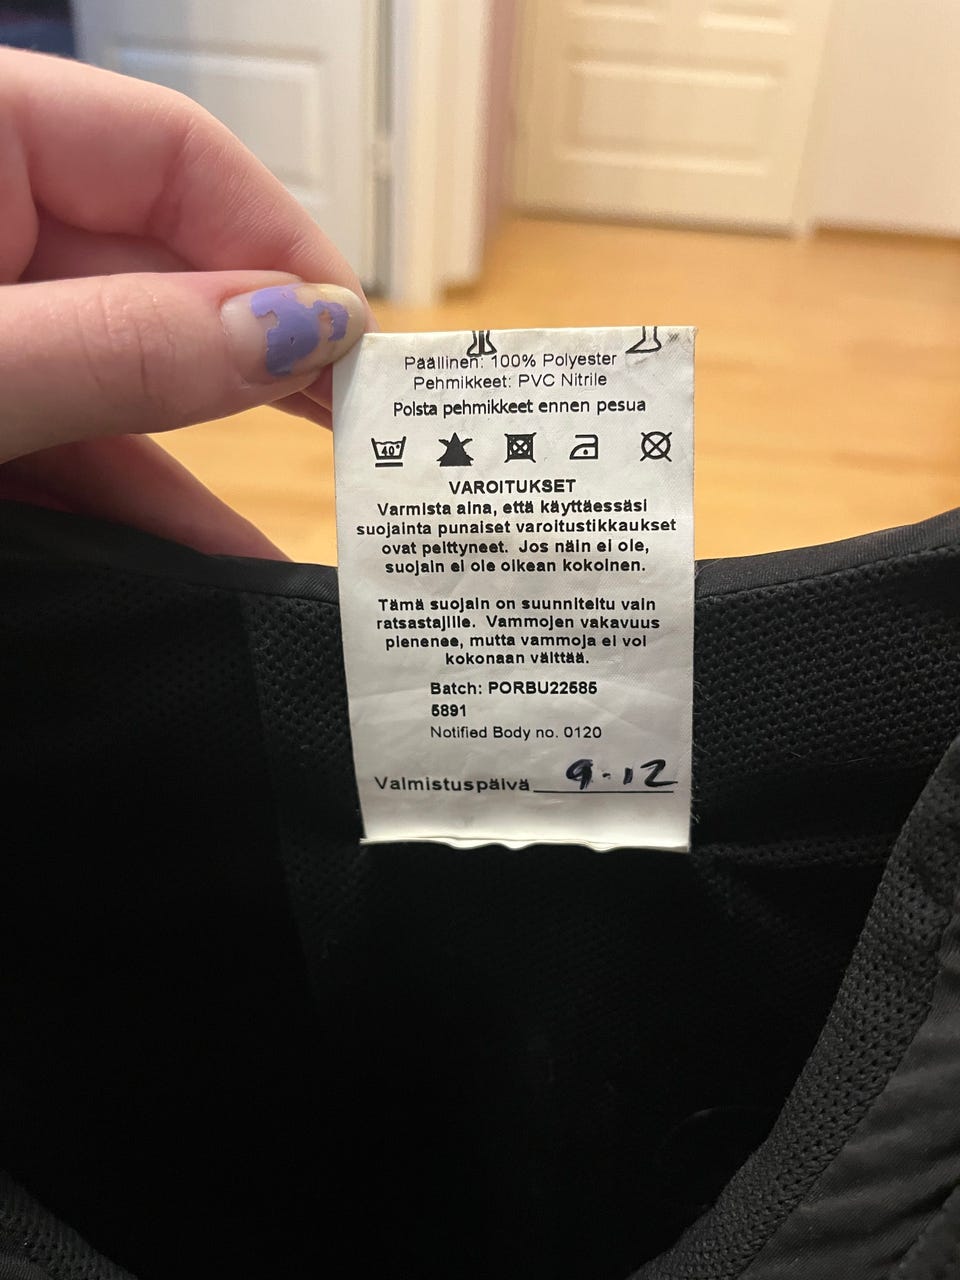 Päällinen: 100% Polyester
Pehmikkeet: PVC Nitrile
Poista pehmikkeet ennen pesua
40°
VAROITUKSET
Varmista aina, että käyttäessäsi
suojainta punaiset varoitustikkaukset
ovat peittyneet. Jos näin ei ole,
suojain ei ole oikean kokoinen.
Tämä suojain on suunniteltu vain
ratsastajille. Vammojen vakavuus
pienenee, mutta vammoja ei voi
kokonaan välttää.
Batch: PORBU22585
5891
Notified Body no. 0120
Valmistuspäivä 9-12